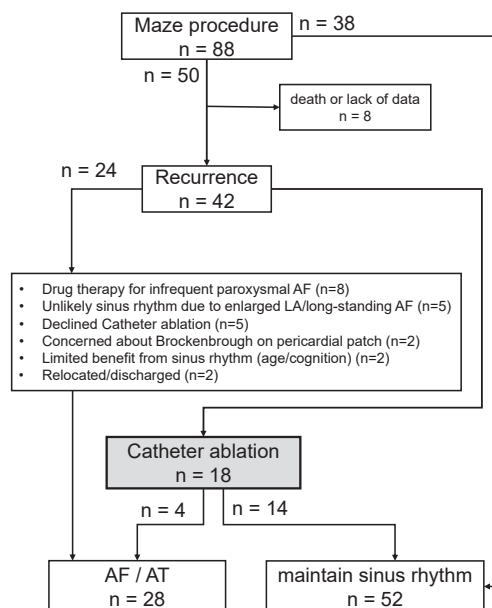 Maze procedure
n = 88
n = 38
n = 50
death or lack of data
n = 8
n = 24
Recurrence
n = 42
• Drug therapy for infrequent paroxysmal AF (n=8)
• Unlikely sinus rhythm due to enlarged LA/long-standing AF (n=5)
• Declined Catheter ablation (n=5)
• Concerned about Brockenbrough on pericardial patch (n=2)
• Limited benefit from sinus rhythm (age/cognition) (n=2)
• Relocated/discharged (n=2)
Catheter ablation
n = 18
n = 4
n = 14
AF / AT
n = 28
maintain sinus rhythm
n = 52